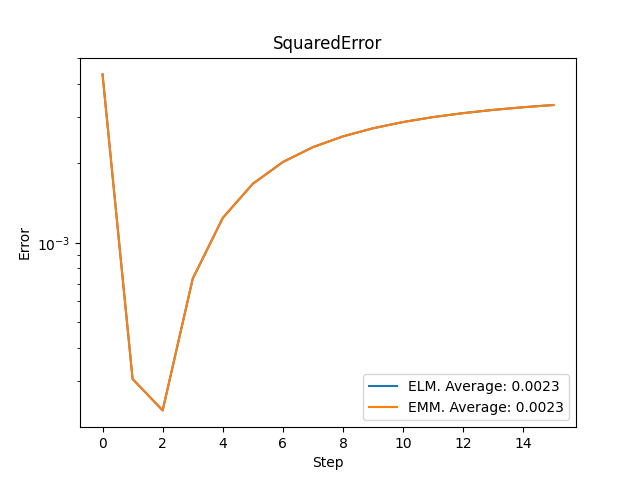 SquaredError
Error
10⁻³
0 2 4 6 8 10 12 14
Step
ELM. Average: 0.0023
EMM. Average: 0.0023